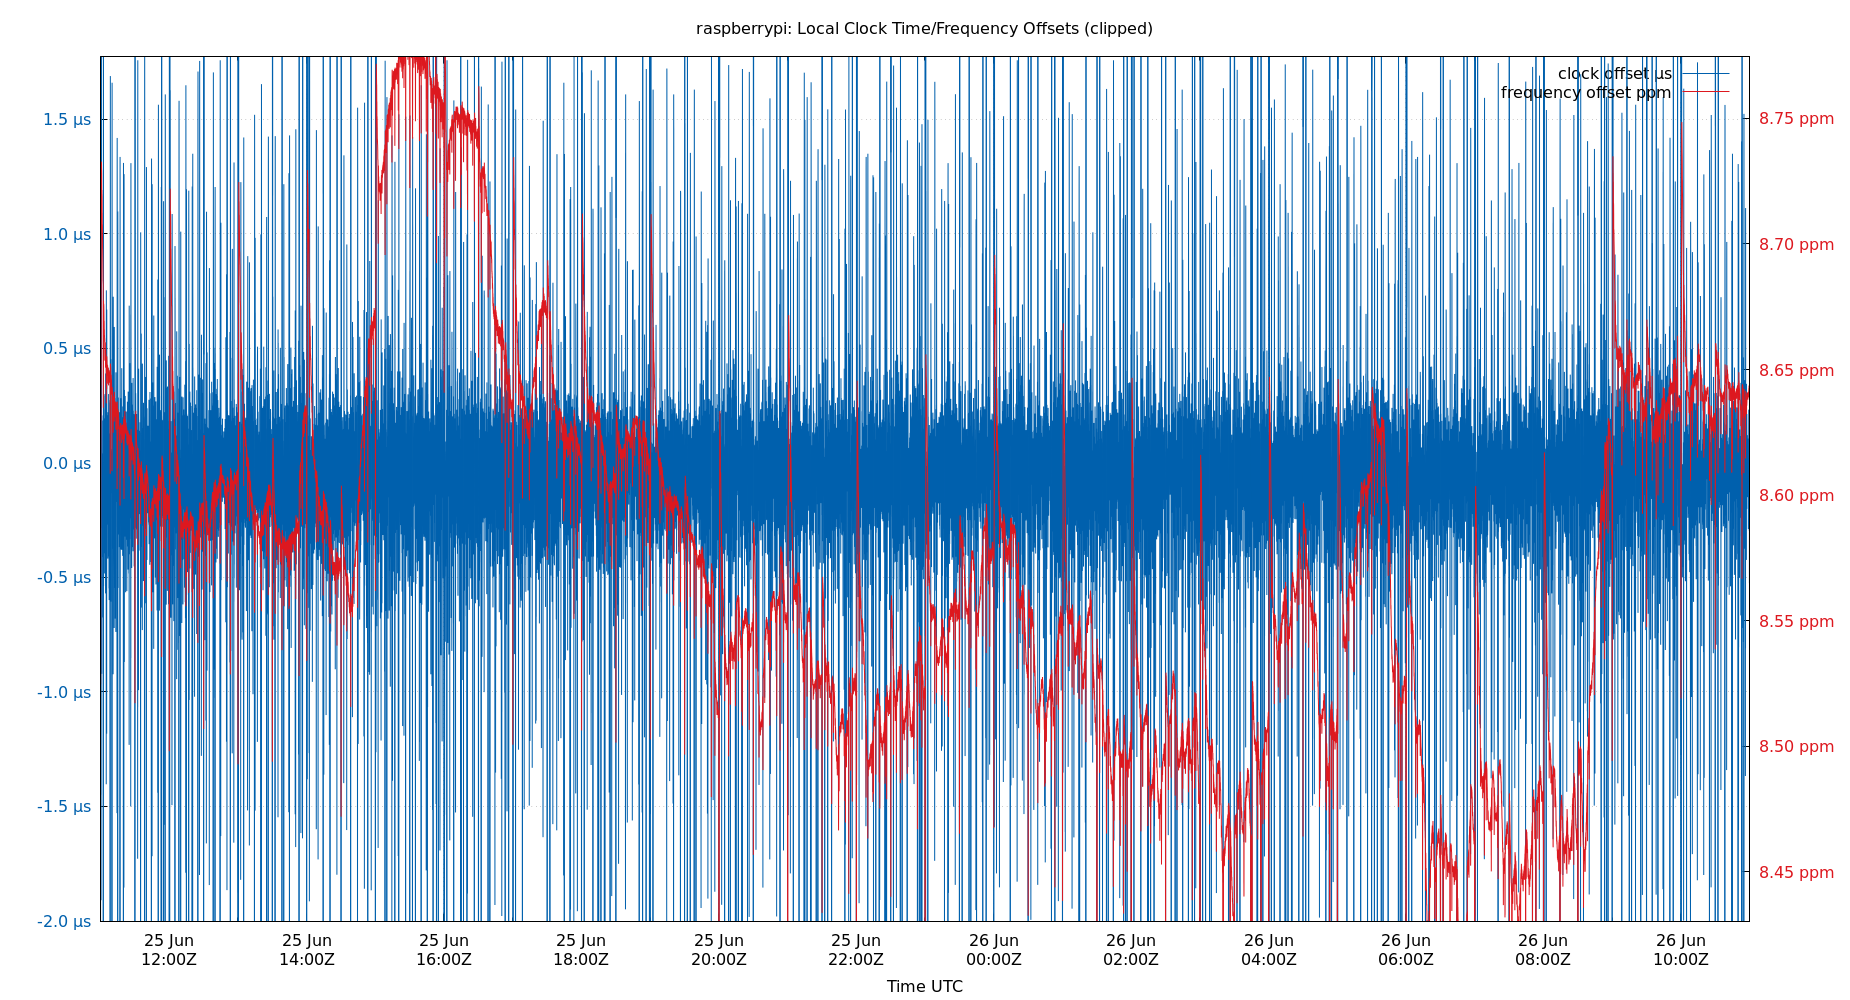 raspberrypi: Local Clock Time/Frequency Offsets (clipped)
clock offset µs
frequency offset ppm
1.5 µs
1.0 µs
0.5 µs
0.0 µs
-0.5 µs
-1.0 µs
-1.5 µs
-2.0 µs
8.75 ppm
8.70 ppm
8.65 ppm
8.60 ppm
8.55 ppm
8.50 ppm
8.45 ppm
25 Jun 25 Jun 25 Jun 25 Jun 25 Jun 25 Jun 26 Jun 26 Jun 26 Jun 26 Jun 26 Jun 26 Jun
12:00Z 14:00Z 16:00Z 18:00Z 20:00Z 22:00Z 00:00Z 02:00Z 04:00Z 06:00Z 08:00Z 10:00Z
Time UTC